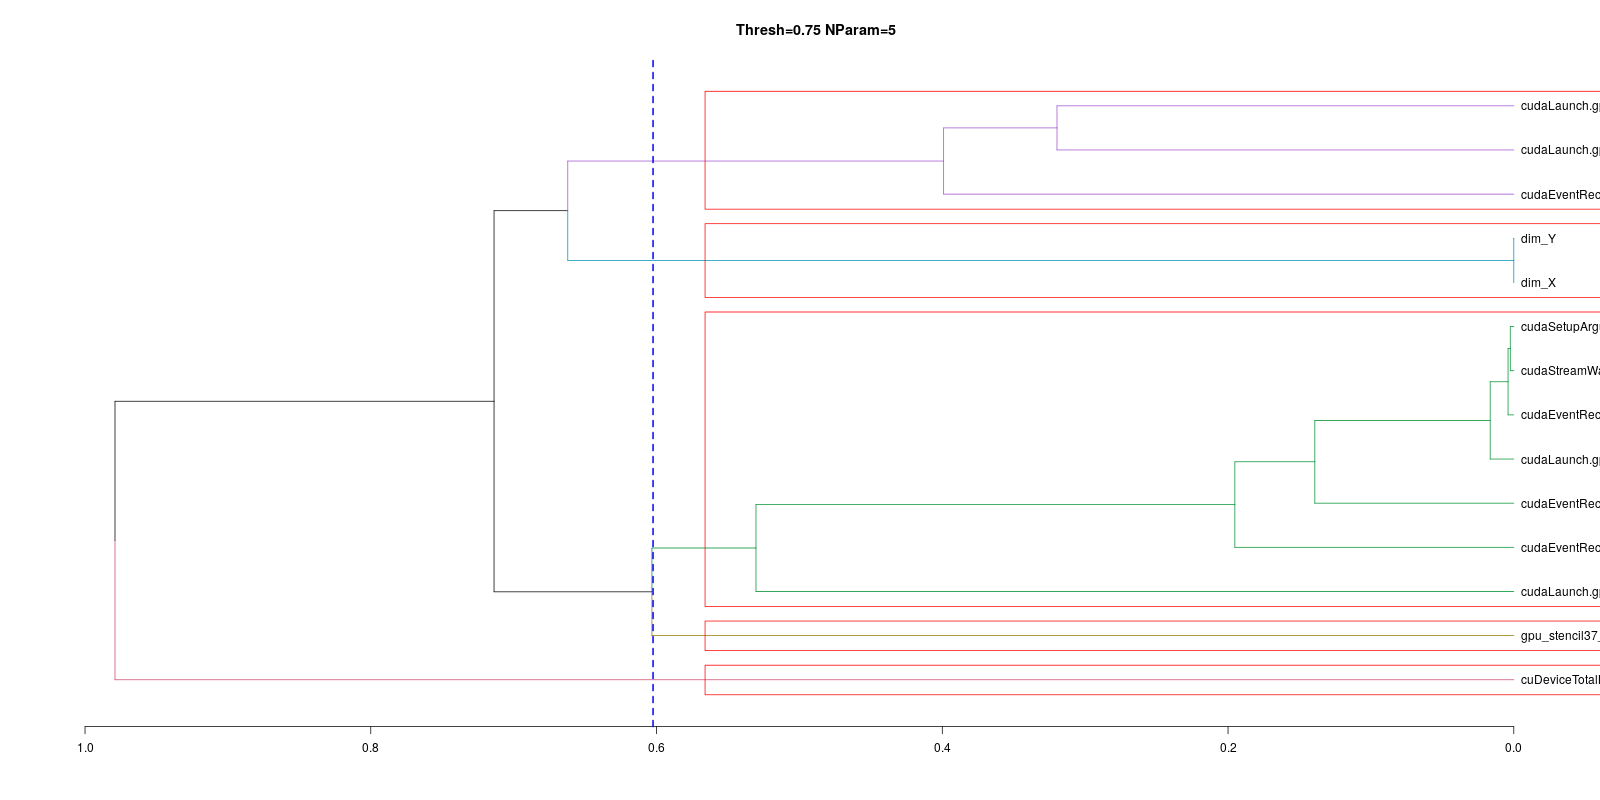 Thresh=0.75 NParam=5
cudaLaunch.g
cudaLaunch.g
cudaEventRec
dim_Y
dim_X
cudaSetupArg
cudaStreamWa
cudaEventRec
cudaLaunch.g
cudaEventRec
cudaEventRec
cudaLaunch.g
gpu_stencil37_
cuDeviceTotal
1.0 0.8 0.6 0.4 0.2 0.0